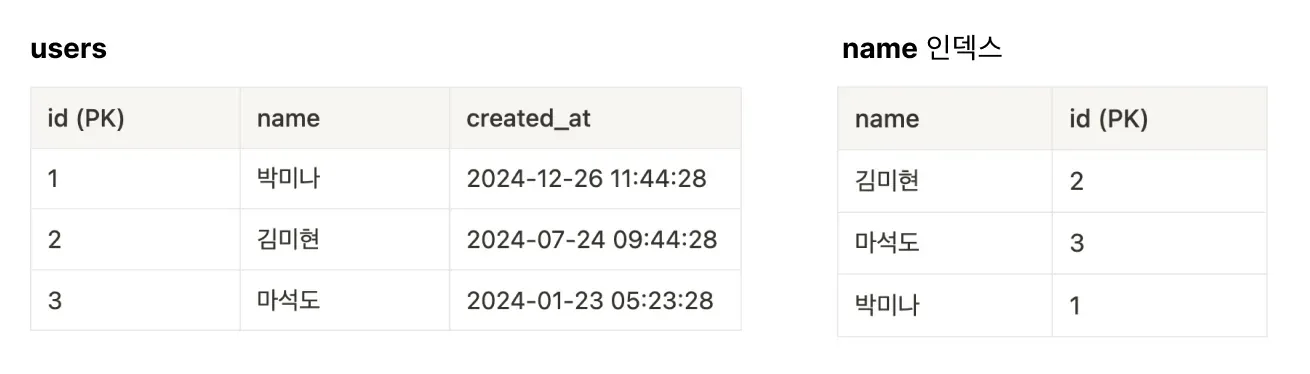 users
id (PK) name created_at
1 박미나 2024-12-26 11:44:28
2 김미현 2024-07-24 09:44:28
3 마석도 2024-01-23 05:23:28
name 인덱스
name id (PK)
김미현 2
마석도 3
박미나 1